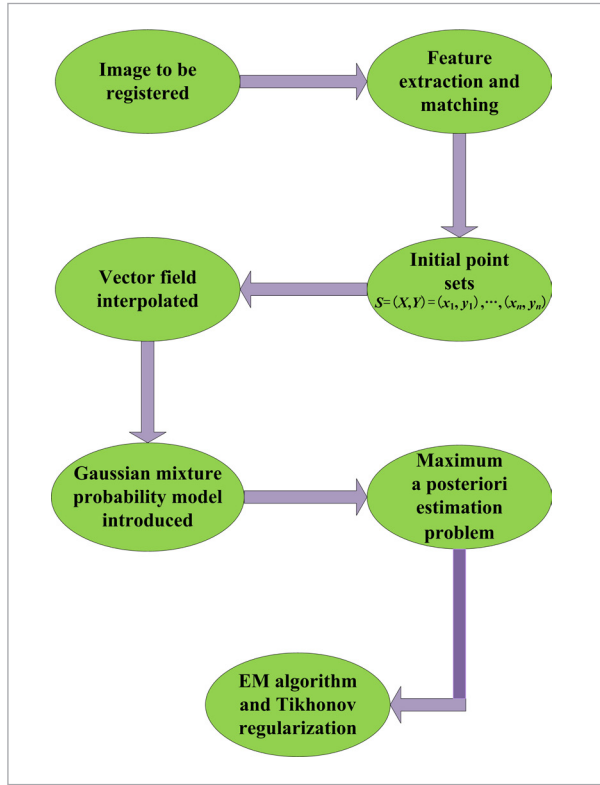 Image to be
registered
Feature
extraction and
matching
Initial point
sets
S=(X,Y)=(x₁,y₁),⋯,(xₙ,yₙ)
Vector field
interpolated
Gaussian mixture
probability model
introduced
Maximum
a posteriori
estimation
problem
EM algorithm
and Tikhonov
regularization